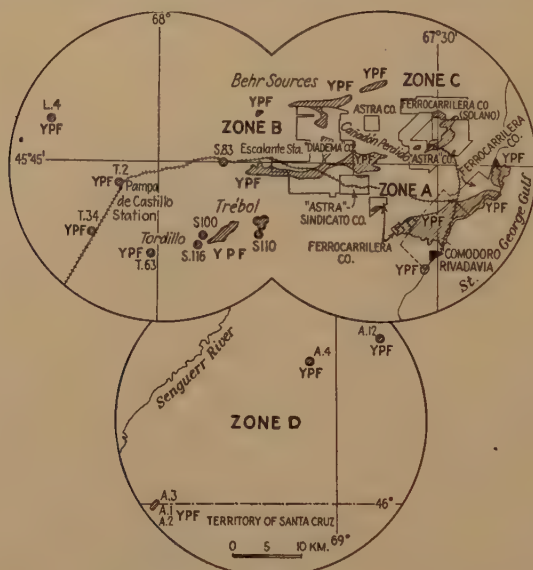 68°
67°30'
Behr Sources
YPF
ZONE C
L.4
YPF
YPF
ASTRA CO.
FERROCARRILERA CO
(SOLANO)
ZONE B
Cañadón Perdido
Escalante Sta.
"DIADEMA" CO.
45°45'
S.83
YPF
ASTRA CO.
FERROCARRILERA CO.
YPF
T.2
YPF
YPF
ZONE A
Pampa de Castillo
Station
Trébol
"ASTRA"-
SINDICATO CO.
YPF
T.34
YPF
Tordillo
S100
YPF
FERROCARRILERA
CO.
St. George Gulf
YPF
T.63
S.116
YPF
S110
COMODORO
RIVADAVIA
YPF
A.12
YPF
A.4
YPF
Senguerr River
ZONE D
A.3
A.1
A.2
YPF
46°
TERRITORY OF SANTA CRUZ
69°
0 5 10 KM.